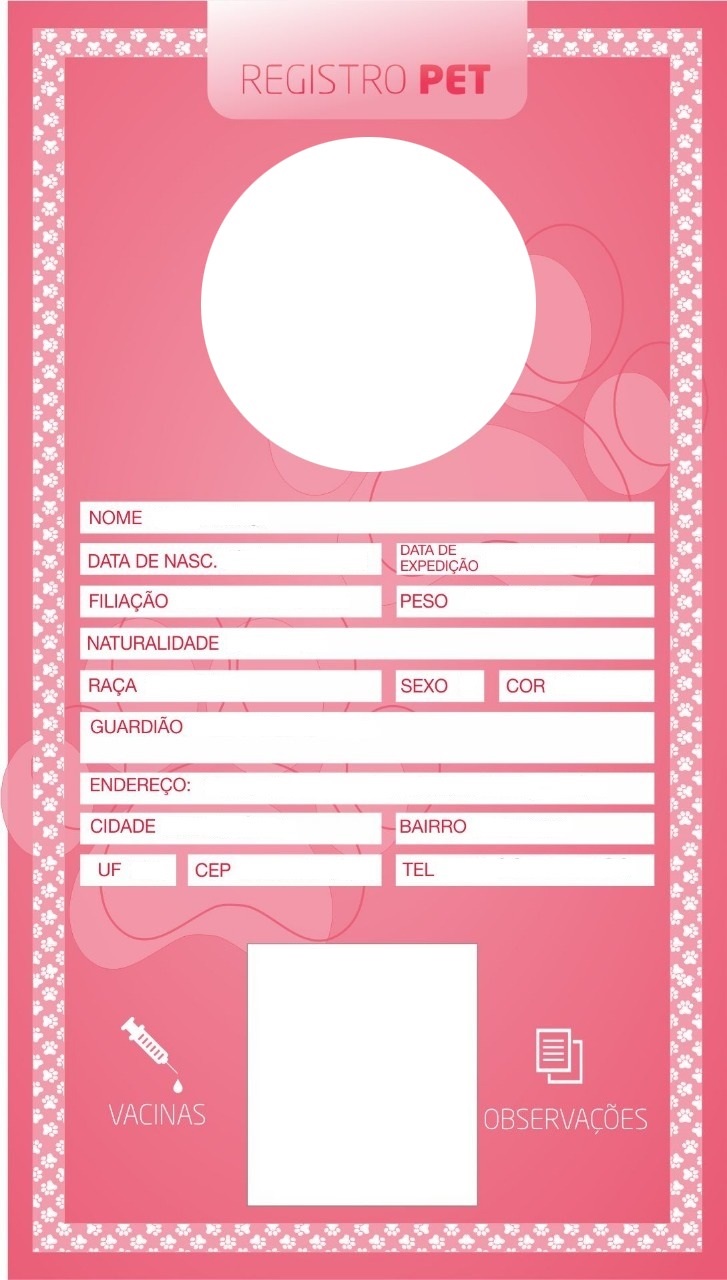 REGISTRO PET
NOME
DATA DE NASC.
DATA DE
EXPEDIÇÃO
FILIAÇÃO
PESO
NATURALIDADE
RAÇA
SEXO
COR
GUARDIÃO
ENDEREÇO:
CIDADE
BAIRRO
UF
CEP
TEL
VACINAS
OBSERVAÇÕES